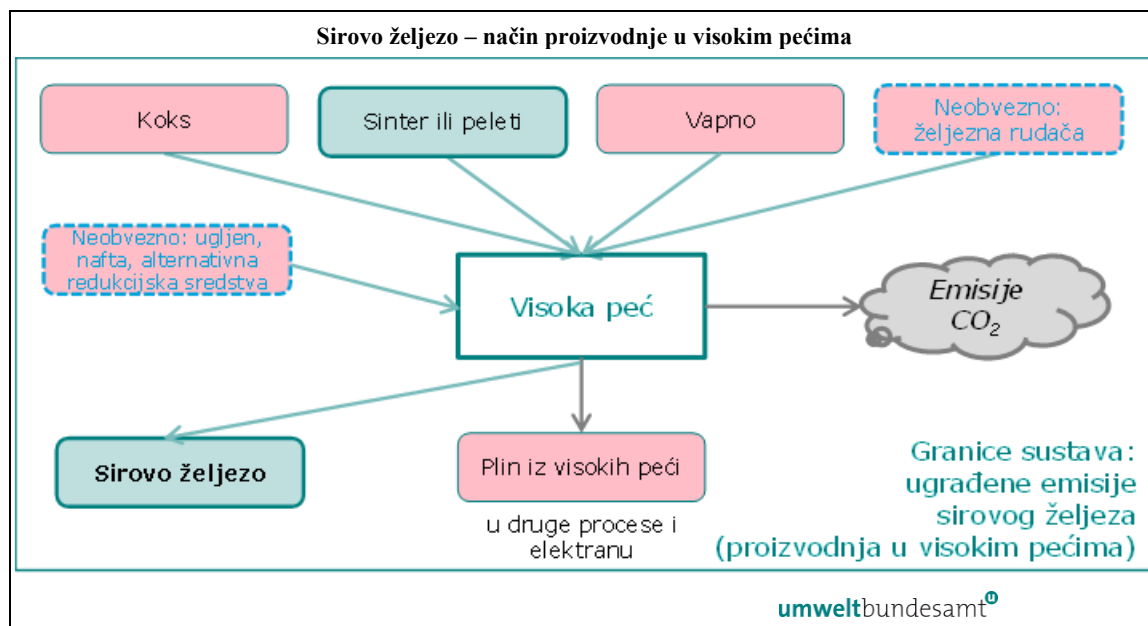 Sirovo željezo – način proizvodnje u visokim pećima
Koks
Sinter ili peleti
Vapno
Neobvezno:
željezna rudača
Neobvezno: ugljen,
nafta, alternativna
redukcijska sredstva
Visoka peć
Emisije
CO₂
Sirovo željezo
Plin iz visokih peći
u druge procese i
elektranu
Granice sustava:
ugrađene emisije
sirovog željeza
(proizvodnja u visokim pećima)
umweltbundesamt u